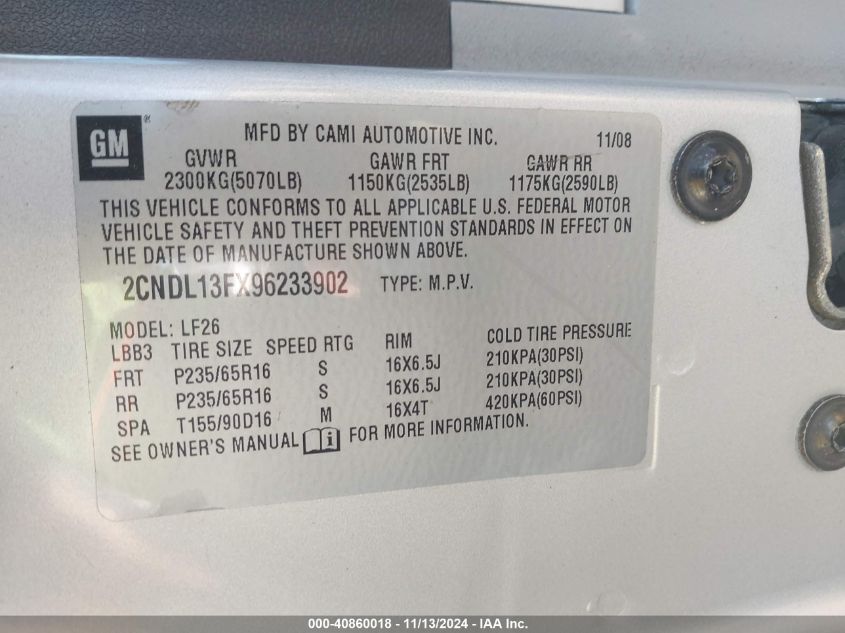 GM ®
MFD BY CAMI AUTOMOTIVE INC. 11/08
GVWR GAWR FRT GAWR RR
2300KG(5070LB) 1150KG(2535LB) 1175KG(2590LB)
THIS VEHICLE CONFORMS TO ALL APPLICABLE U.S. FEDERAL MOTOR
VEHICLE SAFETY AND THEFT PREVENTION STANDARDS IN EFFECT ON
THE DATE OF MANUFACTURE SHOWN ABOVE.
2CNDL13FX96233902 TYPE: M.P.V.
MODEL: LF26
LBB3 TIRE SIZE SPEED RTG RIM COLD TIRE PRESSURE
FRT P235/65R16 S 16X6.5J 210KPA(30PSI)
RR P235/65R16 S 16X6.5J 210KPA(30PSI)
SPA T155/90D16 M 16X4T 420KPA(60PSI)
SEE OWNER'S MANUAL i FOR MORE INFORMATION.
000-40860018 - 11/13/2024 - IAA Inc.